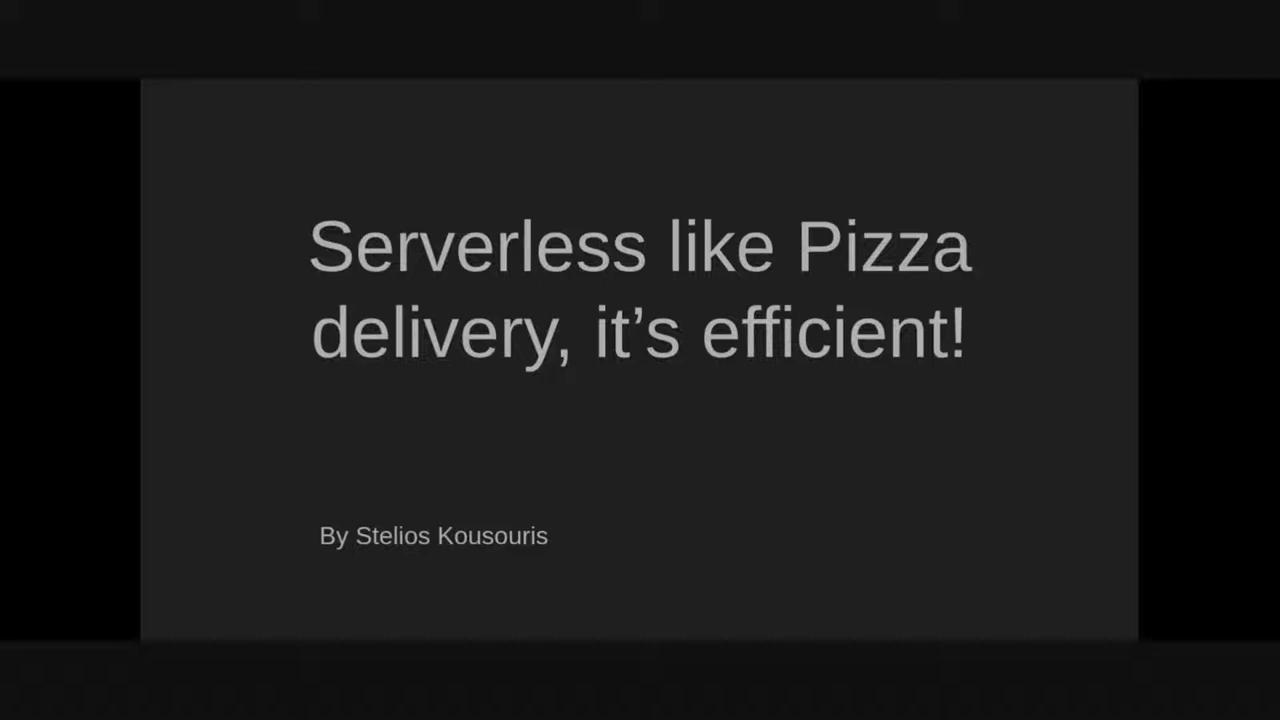 Serverless like Pizza
delivery, it’s efficient!
By Stelios Kousouris